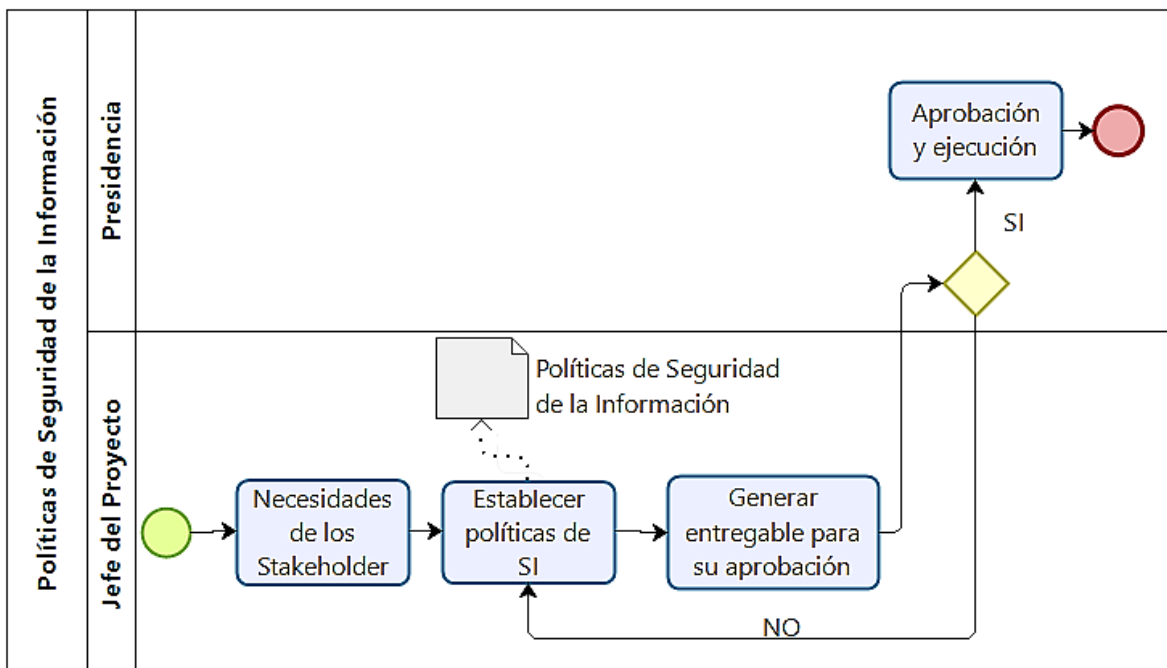 Políticas de Seguridad de la Información
Presidencia
Aprobación
y ejecución
SI
Jefe del Proyecto
Políticas de Seguridad
de la Información
Necesidades
de los
Stakeholder
Establecer
políticas de
SI
Generar
entregable para
su aprobación
NO